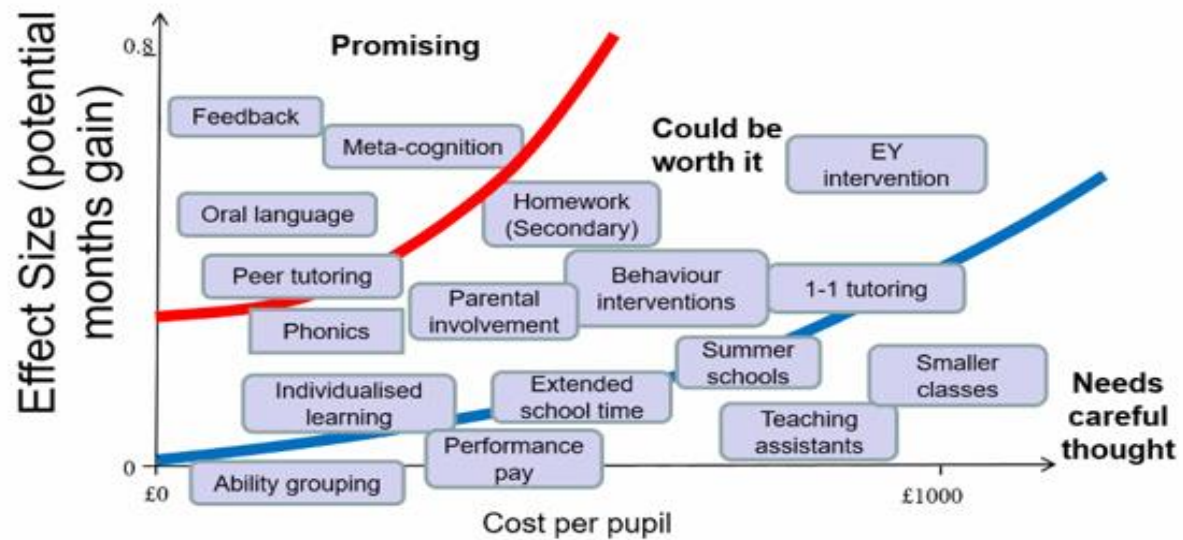 Effect Size (potential
months gain)
0.8
Promising
Feedback
Meta-cognition
Could be
worth it
EY
intervention
Oral language
Homework
(Secondary)
Peer tutoring
Behaviour
interventions
1-1 tutoring
Parental
involvement
Phonics
Summer
schools
Smaller
classes
Individualised
learning
Extended
school time
Needs
careful
thought
Teaching
assistants
Performance
pay
0
Ability grouping
£0
£1000
Cost per pupil